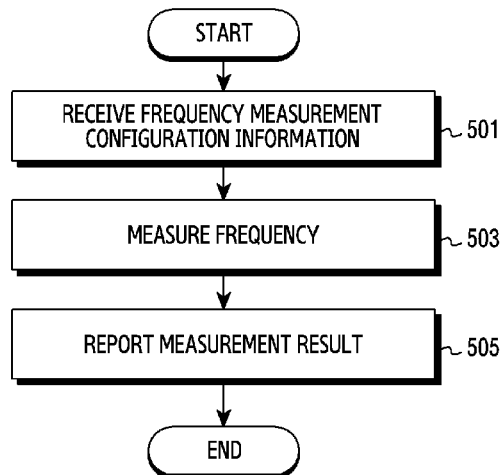 START
RECEIVE FREQUENCY MEASUREMENT
CONFIGURATION INFORMATION
501
MEASURE FREQUENCY
503
REPORT MEASUREMENT RESULT
505
END